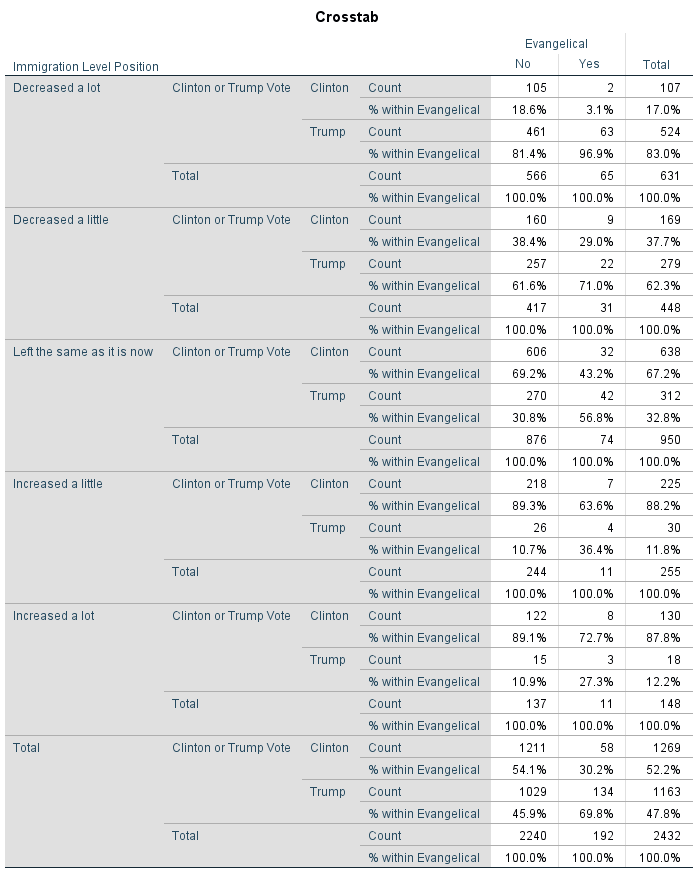 Crosstab
Evangelical
Immigration Level Position No Yes Total
Decreased a lot Clinton or Trump Vote Clinton Count 105 2 107
% within Evangelical 18.6% 3.1% 17.0%
Trump Count 461 63 524
% within Evangelical 81.4% 96.9% 83.0%
Total Count 566 65 631
% within Evangelical 100.0% 100.0% 100.0%
Decreased a little Clinton or Trump Vote Clinton Count 160 9 169
% within Evangelical 38.4% 29.0% 37.7%
Trump Count 257 22 279
% within Evangelical 61.6% 71.0% 62.3%
Total Count 417 31 448
% within Evangelical 100.0% 100.0% 100.0%
Left the same as it is now Clinton or Trump Vote Clinton Count 606 32 638
% within Evangelical 69.2% 43.2% 67.2%
Trump Count 270 42 312
% within Evangelical 30.8% 56.8% 32.8%
Total Count 876 74 950
% within Evangelical 100.0% 100.0% 100.0%
Increased a little Clinton or Trump Vote Clinton Count 218 7 225
% within Evangelical 89.3% 63.6% 88.2%
Trump Count 26 4 30
% within Evangelical 10.7% 36.4% 11.8%
Total Count 244 11 255
% within Evangelical 100.0% 100.0% 100.0%
Increased a lot Clinton or Trump Vote Clinton Count 122 8 130
% within Evangelical 89.1% 72.7% 87.8%
Trump Count 15 3 18
% within Evangelical 10.9% 27.3% 12.2%
Total Count 137 11 148
% within Evangelical 100.0% 100.0% 100.0%
Total Clinton or Trump Vote Clinton Count 1211 58 1269
% within Evangelical 54.1% 30.2% 52.2%
Trump Count 1029 134 1163
% within Evangelical 45.9% 69.8% 47.8%
Total Count 2240 192 2432
% within Evangelical 100.0% 100.0% 100.0%